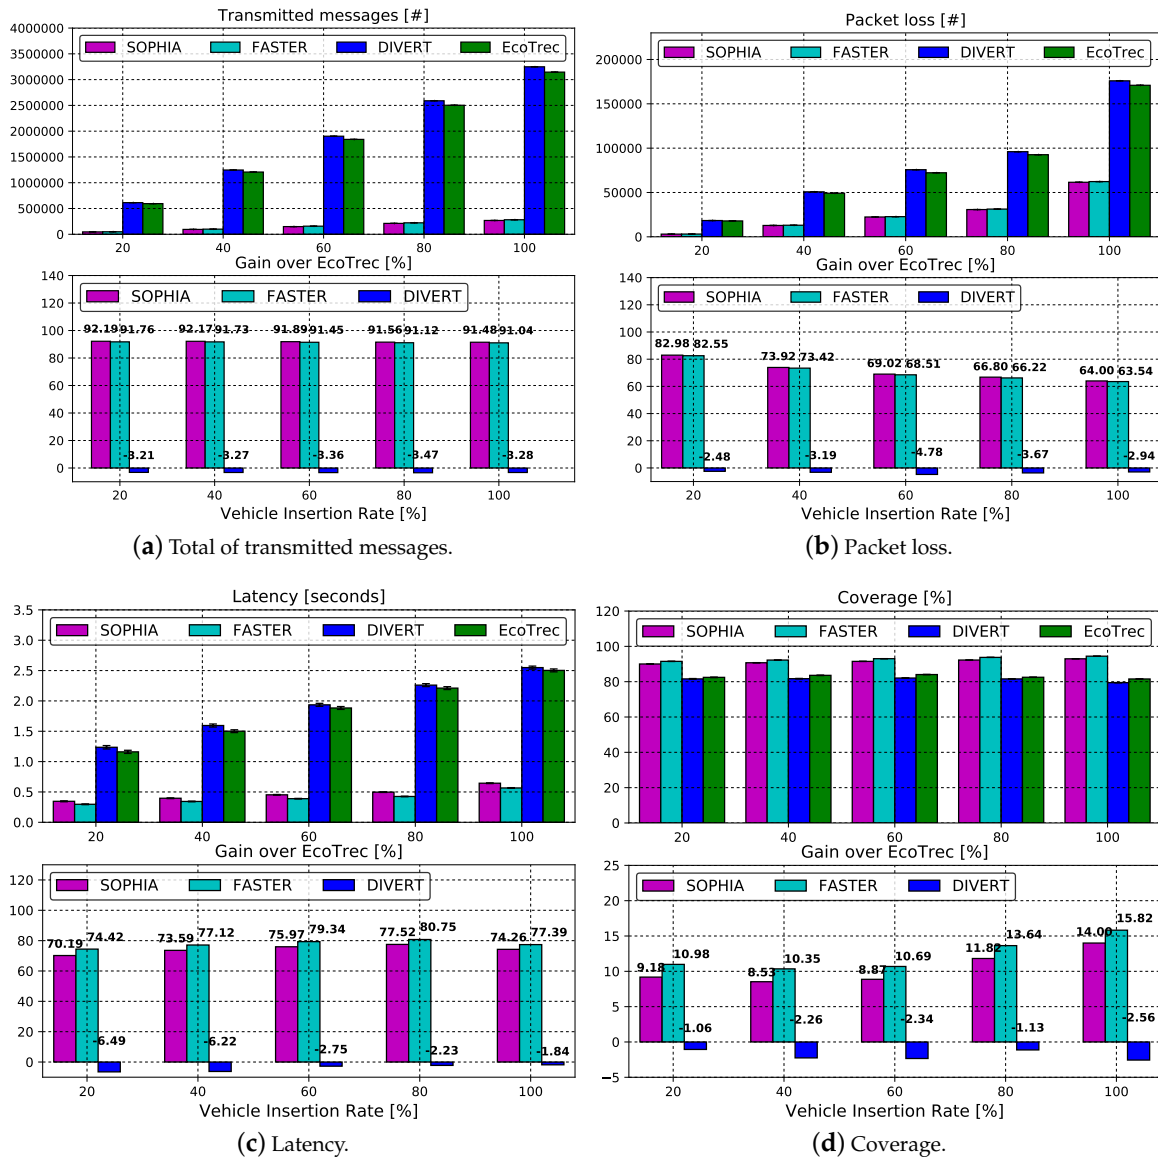 Transmitted messages [#]
4000000
3500000
3000000
2500000
2000000
1500000
1000000
500000
0
SOPHIA FASTER DIVERT EcoTrec
20 40 60 80 100
Gain over EcoTrec [%]
140
120
100
80
60
40
20
0
SOPHIA FASTER DIVERT
92.19 91.76 92.17 91.73 91.89 91.45 91.56 91.12 91.48 91.04
-3.21 -3.27 -3.36 -3.47 -3.28
20 40 60 80 100
Vehicle Insertion Rate [%]
(a) Total of transmitted messages.
Packet loss [#]
200000
150000
100000
50000
0
SOPHIA FASTER DIVERT EcoTrec
20 40 60 80 100
Gain over EcoTrec [%]
140
120
100
80
60
40
20
0
SOPHIA FASTER DIVERT
82.98 82.55 73.92 73.42 69.02 68.51 66.80 66.22 64.00 63.54
-2.48 -3.19 -4.78 -3.67 -2.94
20 40 60 80 100
Vehicle Insertion Rate [%]
(b) Packet loss.
Latency [seconds]
3.5
3.0
2.5
2.0
1.5
1.0
0.5
0.0
SOPHIA FASTER DIVERT EcoTrec
20 40 60 80 100
Gain over EcoTrec [%]
120
100
80
60
40
20
0
SOPHIA FASTER DIVERT
70.19 74.42 73.59 77.12 75.97 79.34 77.52 80.75 74.26 77.39
-6.49 -6.22 -2.75 -2.23 -1.84
20 40 60 80 100
Vehicle Insertion Rate [%]
(c) Latency.
Coverage [%]
120
100
80
60
40
20
0
SOPHIA FASTER DIVERT EcoTrec
20 40 60 80 100
Gain over EcoTrec [%]
25
20
15
10
5
0
−5
SOPHIA FASTER DIVERT
9.18 10.98 8.53 10.35 8.87 10.69 11.82 13.64 14.00 15.82
-1.06 -2.26 -2.34 -1.13 -2.56
20 40 60 80 100
Vehicle Insertion Rate [%]
(d) Coverage.